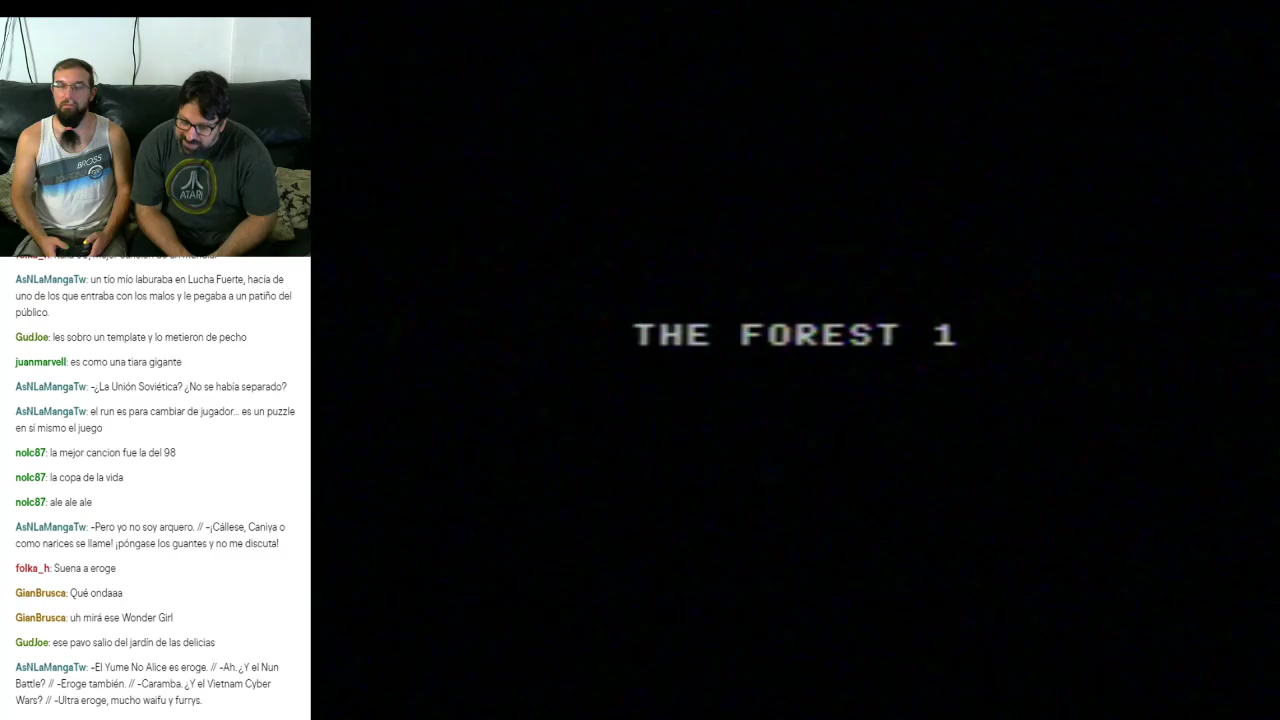 BROSS
ATARI
THE FOREST 1
AsNLaMangaTw: un tío mío laburaba en Lucha Fuerte, hacía de
uno de los que entraba con los malos y le pegaba a un patiño del
público.
GudJoe: les sobro un template y lo metieron de pecho
juanmarvell: es como una tiara gigante
AsNLaMangaTw: -¿La Unión Soviética? ¿No se había separado?
AsNLaMangaTw: el run es para cambiar de jugador... es un puzzle
en sí mismo el juego
nolc87: la mejor cancion fue la del 98
nolc87: la copa de la vida
nolc87: ale ale ale
AsNLaMangaTw: -Pero yo no soy arquero. // -¡Cállese, Caniya o
como narices se llame! ¡póngase los guantes y no me discuta!
folka_h: Suena a eroge
GianBrusca: Qué ondaaa
GianBrusca: uh mirá ese Wonder Girl
GudJoe: ese pavo salio del jardín de las delicias
AsNLaMangaTw: -El Yume No Alice es eroge. // -Ah. ¿Y el Nun
Battle? // -Eroge también. // -Caramba. ¿Y el Vietnam Cyber
Wars? // -Ultra eroge, mucho waifu y furrys.